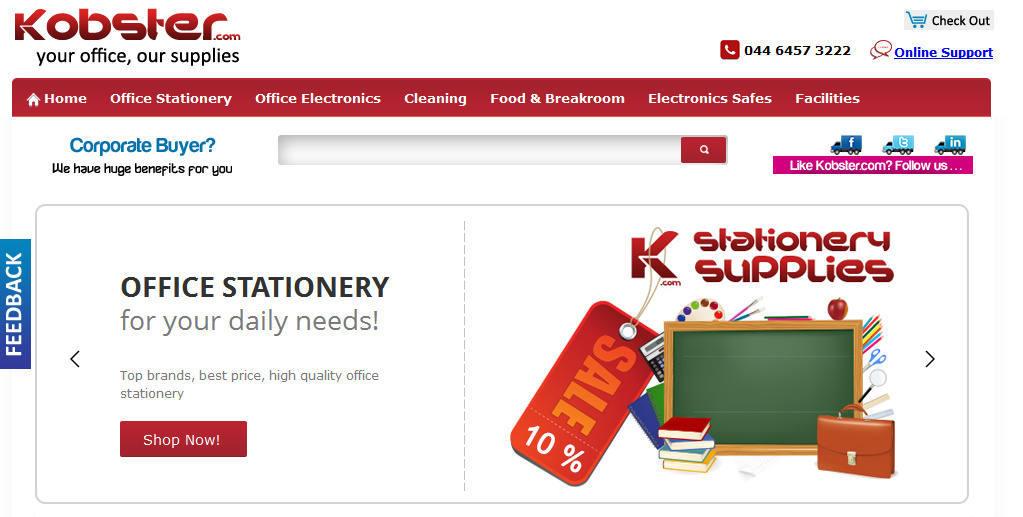 Kobster.com
your office, our supplies
Check Out
044 6457 3222
Online Support
Home Office Stationery Office Electronics Cleaning Food & Breakroom Electronics Safes Facilities
Corporate Buyer?
We have huge benefits for you
f t in
Like Kobster.com? Follow us . . .
FEEDBACK
OFFICE STATIONERY
for your daily needs!
Top brands, best price, high quality office
stationery
Shop Now!
K.com stationery
supplies
SALE
10 %